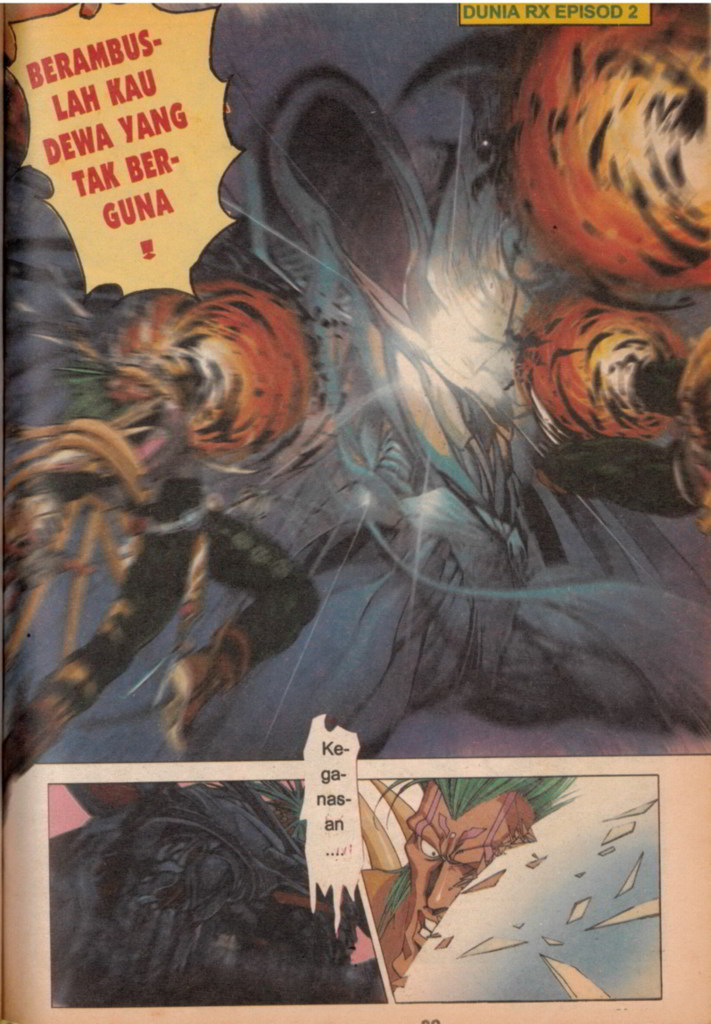 DUNIA RX EPISOD 2
BERAMBUS-
LAH KAU
DEWA YANG
TAK BER-
GUNA
!
Ke-
ga-
nas-
an
....!